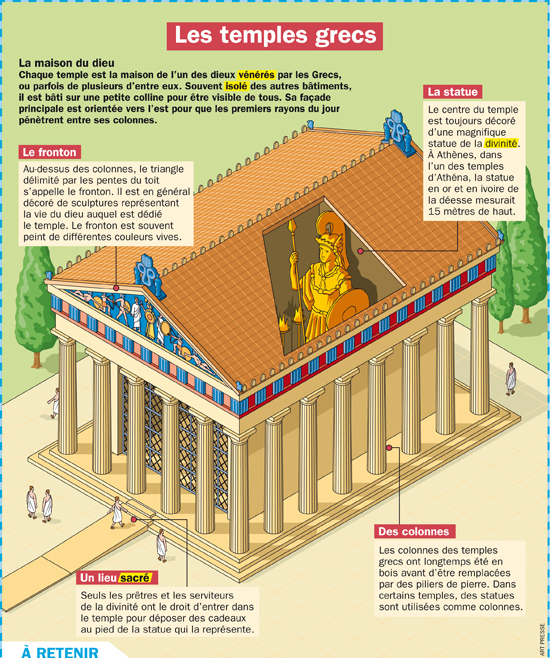 Les temples grecs
La maison du dieu
Chaque temple est la maison de l'un des dieux vénérés par les Grecs,
ou parfois de plusieurs d'entre eux. Souvent isolé des autres bâtiments,
il est bâti sur une petite colline pour être visible de tous. Sa façade
principale est orientée vers l'est pour que les premiers rayons du jour
pénètrent entre ses colonnes.
Le fronton
Au-dessus des colonnes, le triangle
délimité par les pentes du toit
s'appelle le fronton. Il est en général
décoré de sculptures représentant
la vie du dieu auquel est dédié
le temple. Le fronton est souvent
peint de différentes couleurs vives.
La statue
Le centre du temple
est toujours décoré
d'une magnifique
statue de la divinité.
À Athènes, dans
l'un des temples
d'Athéna, la statue
en or et en ivoire de
la déesse mesurait
15 mètres de haut.
Des colonnes
Les colonnes des temples
grecs ont longtemps été en
bois avant d'être remplacées
par des piliers de pierre. Dans
certains temples, des statues
sont utilisées comme colonnes.
Un lieu sacré
Seuls les prêtres et les serviteurs
de la divinité ont le droit d'entrer dans
le temple pour déposer des cadeaux
au pied de la statue qui la représente.
À RETENIR
ART PRESSE